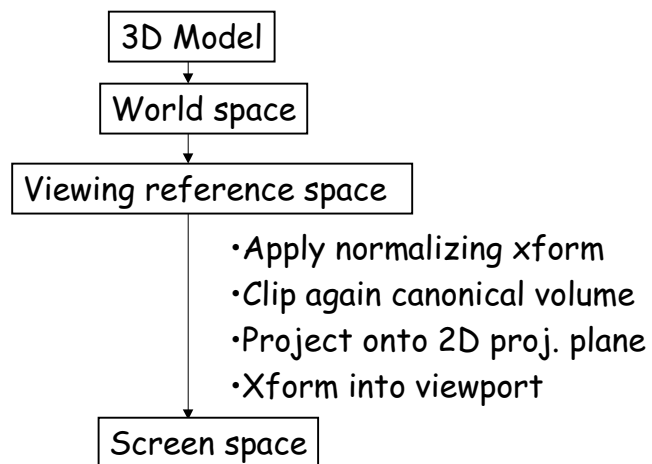 3D Model
World space
Viewing reference space
•Apply normalizing xform
•Clip again canonical volume
•Project onto 2D proj. plane
•Xform into viewport
Screen space